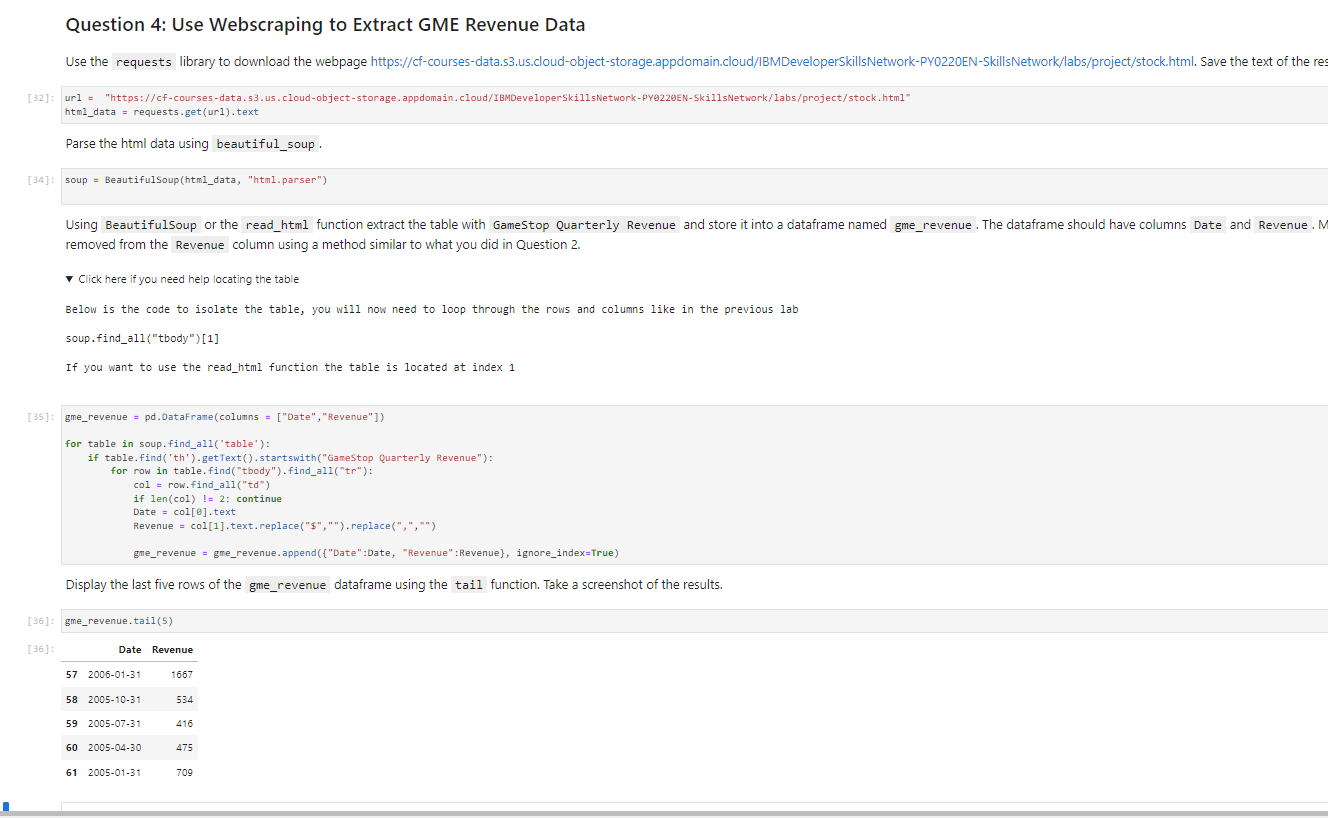 Question 4: Use Webscraping to Extract GME Revenue Data
Use the requests library to download the webpage https://cf-courses-data.s3.us.cloud-object-storage.appdomain.cloud/IBMDeveloperSkillsNetwork-PY0220EN-SkillsNetwork/labs/project/stock.html. Save the text of the res
[32]: url =  "https://cf-courses-data.s3.us.cloud-object-storage.appdomain.cloud/IBMDeveloperSkillsNetwork-PY0220EN-SkillsNetwork/labs/project/stock.html"
html_data = requests.get(url).text
Parse the html data using beautiful_soup.
[34]: soup = BeautifulSoup(html_data, "html.parser")
Using BeautifulSoup or the read_html function extract the table with GameStop Quarterly Revenue and store it into a dataframe named gme_revenue. The dataframe should have columns Date and Revenue. M
removed from the Revenue column using a method similar to what you did in Question 2.
▼ Click here if you need help locating the table
Below is the code to isolate the table, you will now need to loop through the rows and columns like in the previous lab
soup.find_all("tbody")[1]
If you want to use the read_html function the table is located at index 1
[35]: gme_revenue = pd.DataFrame(columns = ["Date","Revenue"])
for table in soup.find_all('table'):
    if table.find('th').getText().startswith("GameStop Quarterly Revenue"):
        for row in table.find("tbody").find_all("tr"):
            col = row.find_all("td")
            if len(col) != 2: continue
            Date = col[0].text
            Revenue = col[1].text.replace("$","").replace(",","")
            gme_revenue = gme_revenue.append({"Date":Date, "Revenue":Revenue}, ignore_index=True)
Display the last five rows of the gme_revenue dataframe using the tail function. Take a screenshot of the results.
[36]: gme_revenue.tail(5)
[36]: Date Revenue
57 2006-01-31 1667
58 2005-10-31 534
59 2005-07-31 416
60 2005-04-30 475
61 2005-01-31 709